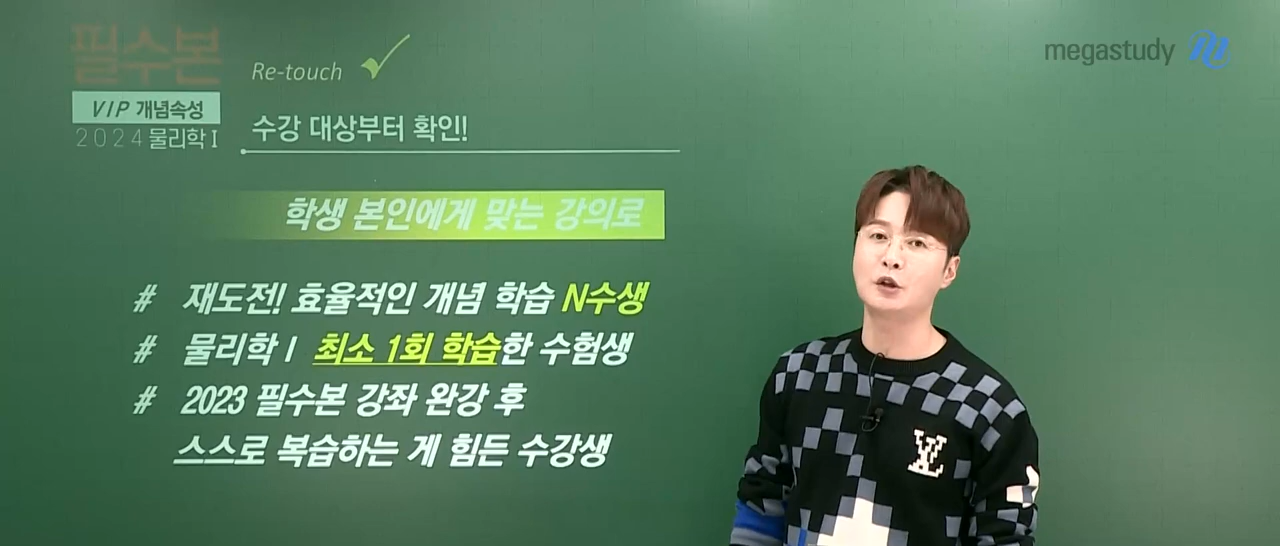 필수본
VIP 개념속성
2024 물리학 I
Re-touch
수강 대상부터 확인!
megastudy M
학생 본인에게 맞는 강의로
# 재도전! 효율적인 개념 학습 N수생
# 물리학 I 최소 1회 학습한 수험생
# 2023 필수본 강좌 완강 후
스스로 복습하는 게 힘든 수강생
LV